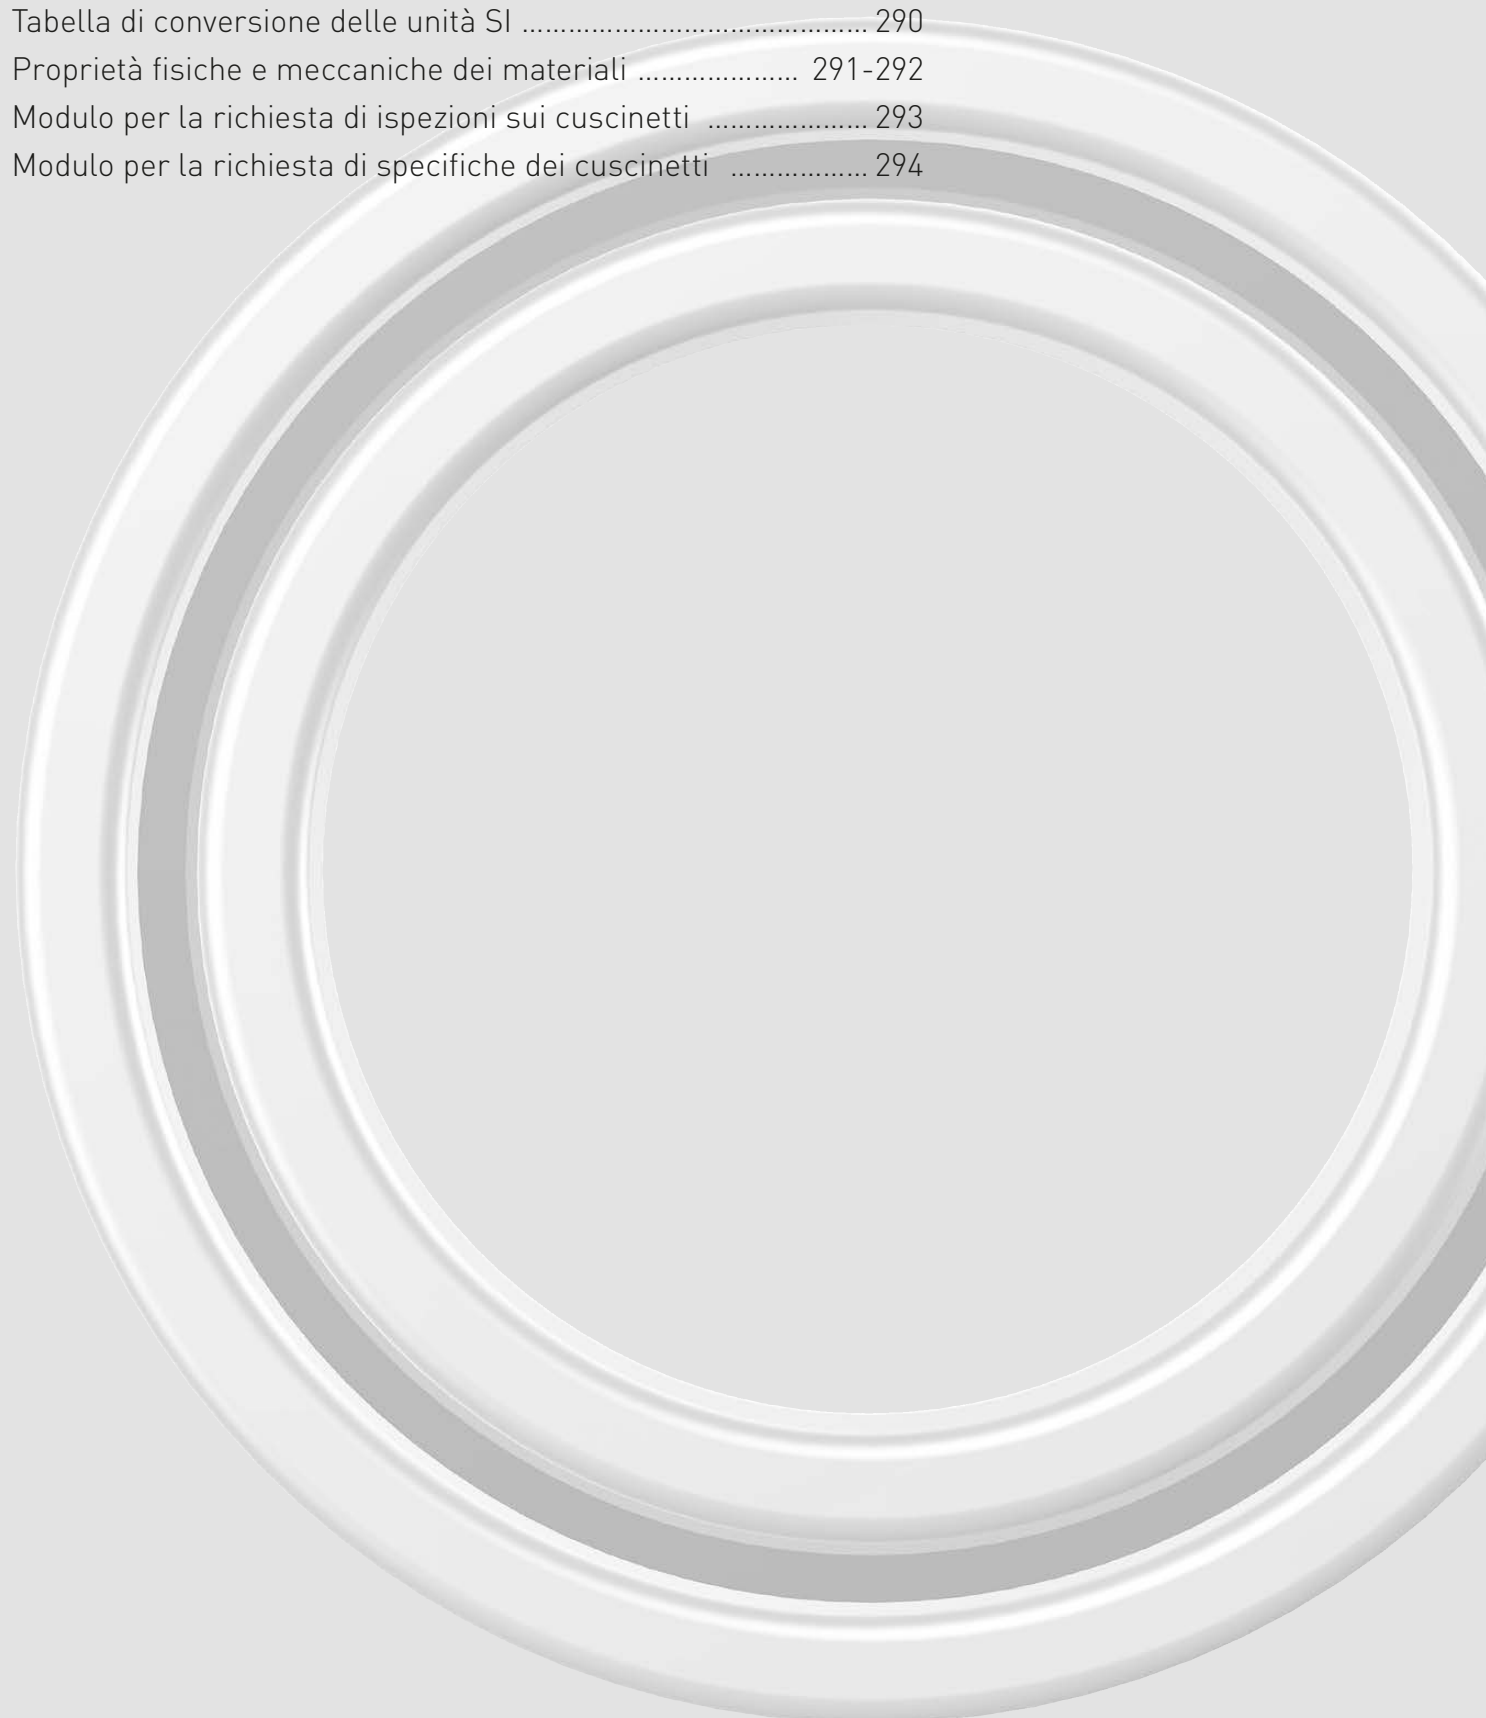 Tabella di conversione delle unità SI ............................................. 290
Proprietà fisiche e meccaniche dei materiali ..................... 291-292
Modulo per la richiesta di ispezioni sui cuscinetti ..................... 293
Modulo per la richiesta di specifiche dei cuscinetti .................. 294